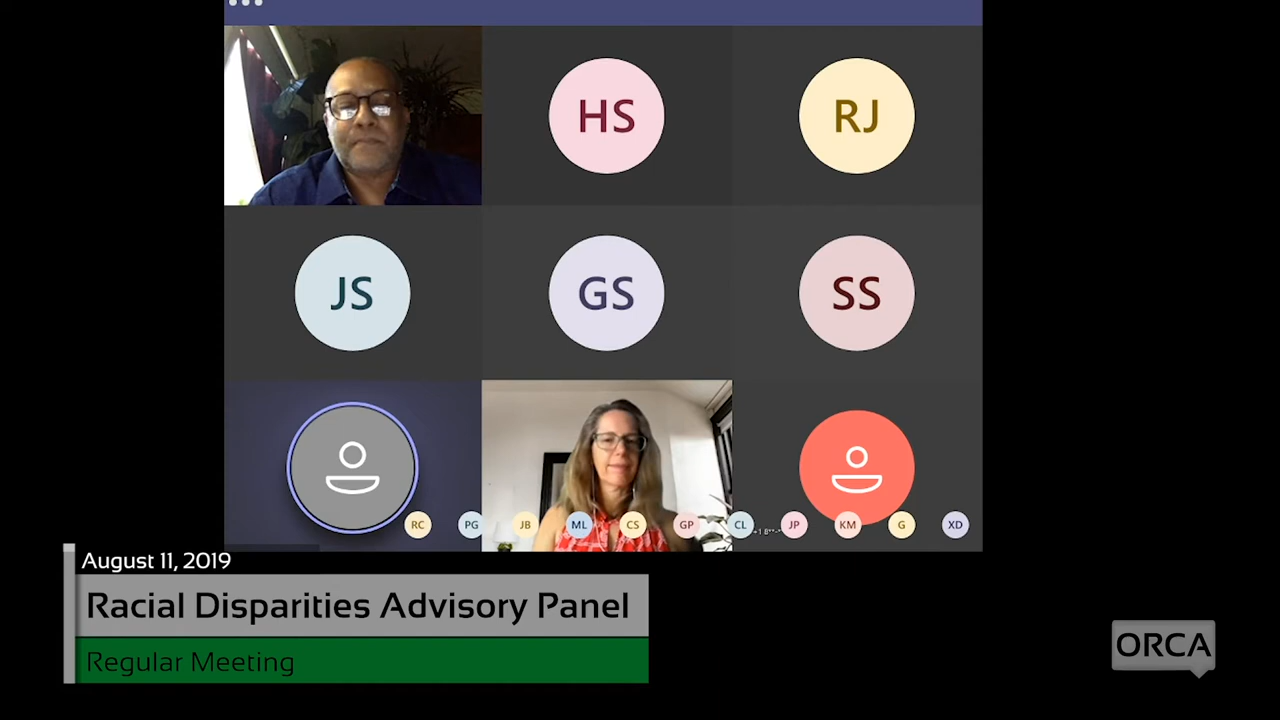 HS
RJ
JS
GS
SS
RC
PG
JB
ML
CS
GP
CL
JP
KM
G
XD
August 11, 2019
Racial Disparities Advisory Panel
Regular Meeting
ORCA